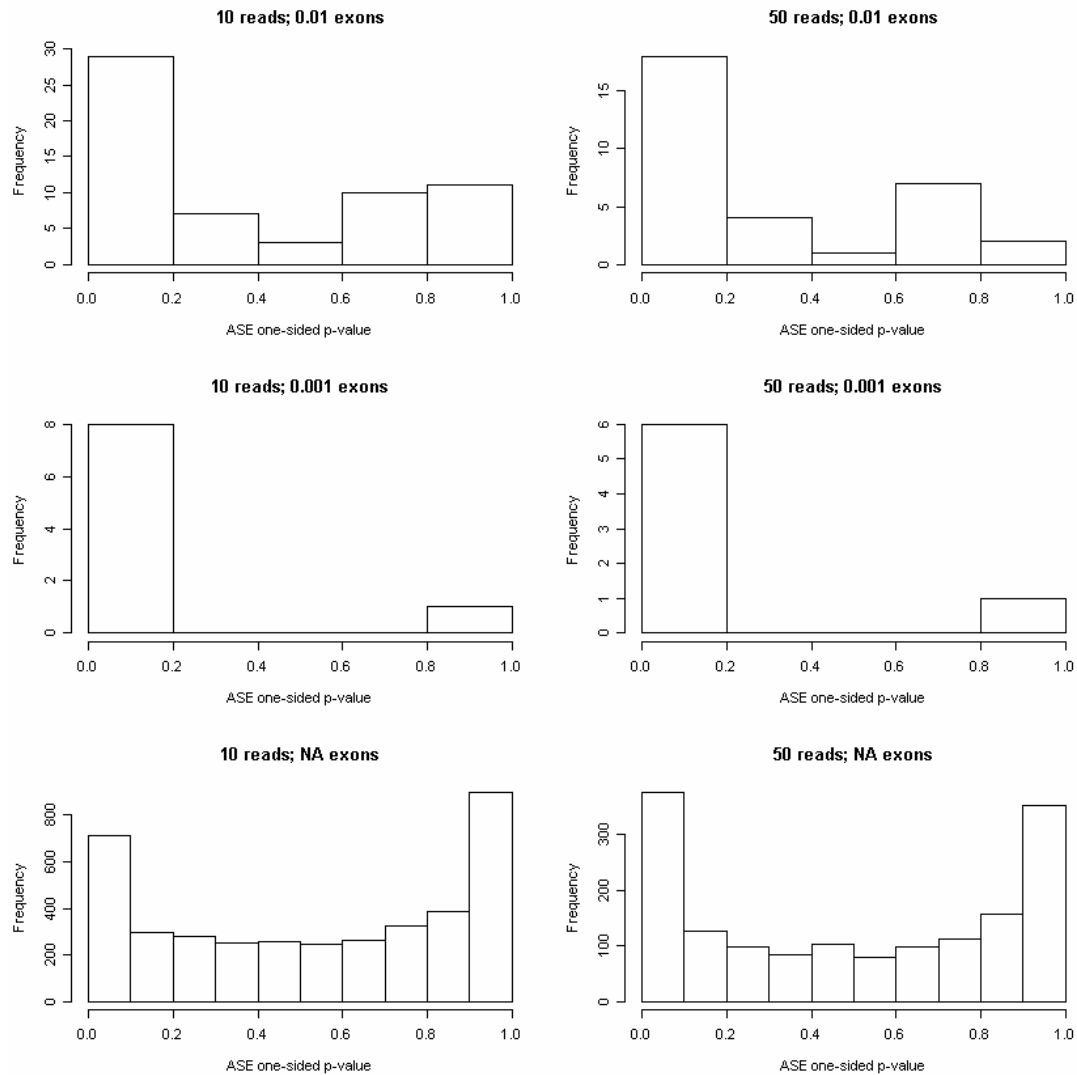 10 reads; 0.01 exons
Frequency
0 5 10 15 20 25 30
0.0 0.2 0.4 0.6 0.8 1.0
ASE one-sided p-value
50 reads; 0.01 exons
Frequency
0 5 10 15
0.0 0.2 0.4 0.6 0.8 1.0
ASE one-sided p-value
10 reads; 0.001 exons
Frequency
0 2 4 6 8
0.0 0.2 0.4 0.6 0.8 1.0
ASE one-sided p-value
50 reads; 0.001 exons
Frequency
0 1 2 3 4 5 6
0.0 0.2 0.4 0.6 0.8 1.0
ASE one-sided p-value
10 reads; NA exons
Frequency
0 200 400 600 800
0.0 0.2 0.4 0.6 0.8 1.0
ASE one-sided p-value
50 reads; NA exons
Frequency
0 100 200 300
0.0 0.2 0.4 0.6 0.8 1.0
ASE one-sided p-value